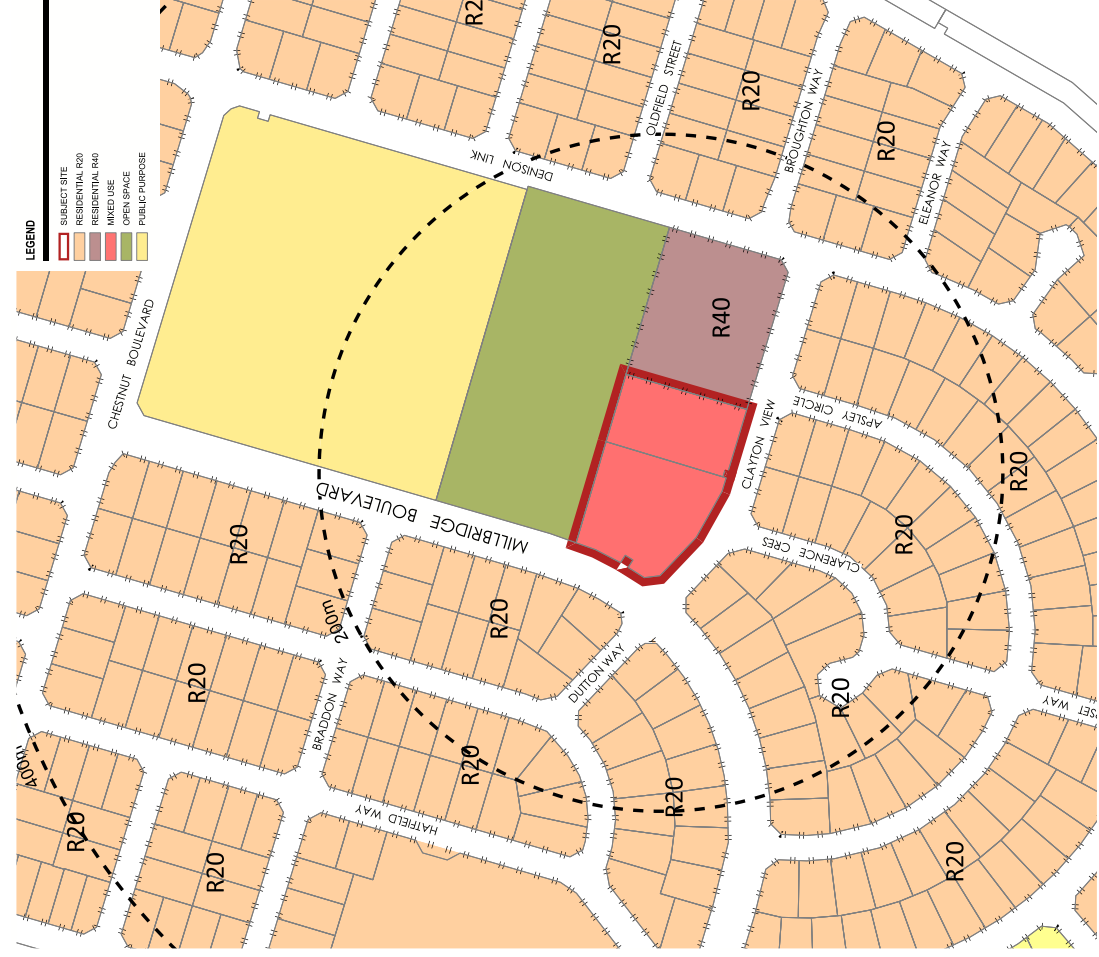 LEGEND
SUBJECT SITE
RESIDENTIAL R20
RESIDENTIAL R40
MIXED USE
OPEN SPACE
PUBLIC PURPOSE
R2
R20
OLDFIELD STREET
R20
BROUGHTON WAY
R20
ELEANOR WAY
DENISON LINK
CHESTNUT BOULEVARD
R40
CLAYTON VIEW
APSLEY CIRCLE
R20
MILLBRIDGE BOULEVARD
R20
CLARENCE CRES
R20
R20
200m
DUTTON WAY
R20
BRADDON WAY
R20
SET WAY
400m
R20
R20
R20
HATFIELD WAY
R20
R20